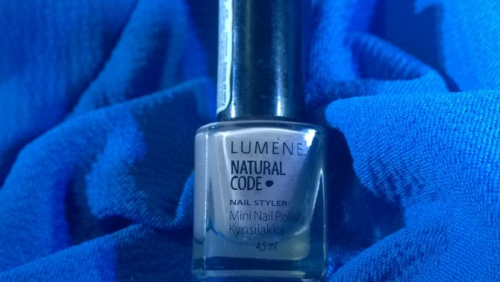 LUMENE
NATURAL
CODE
NAIL STYLER
Mini Nail Polish
Kynsilakka
4,5 ml